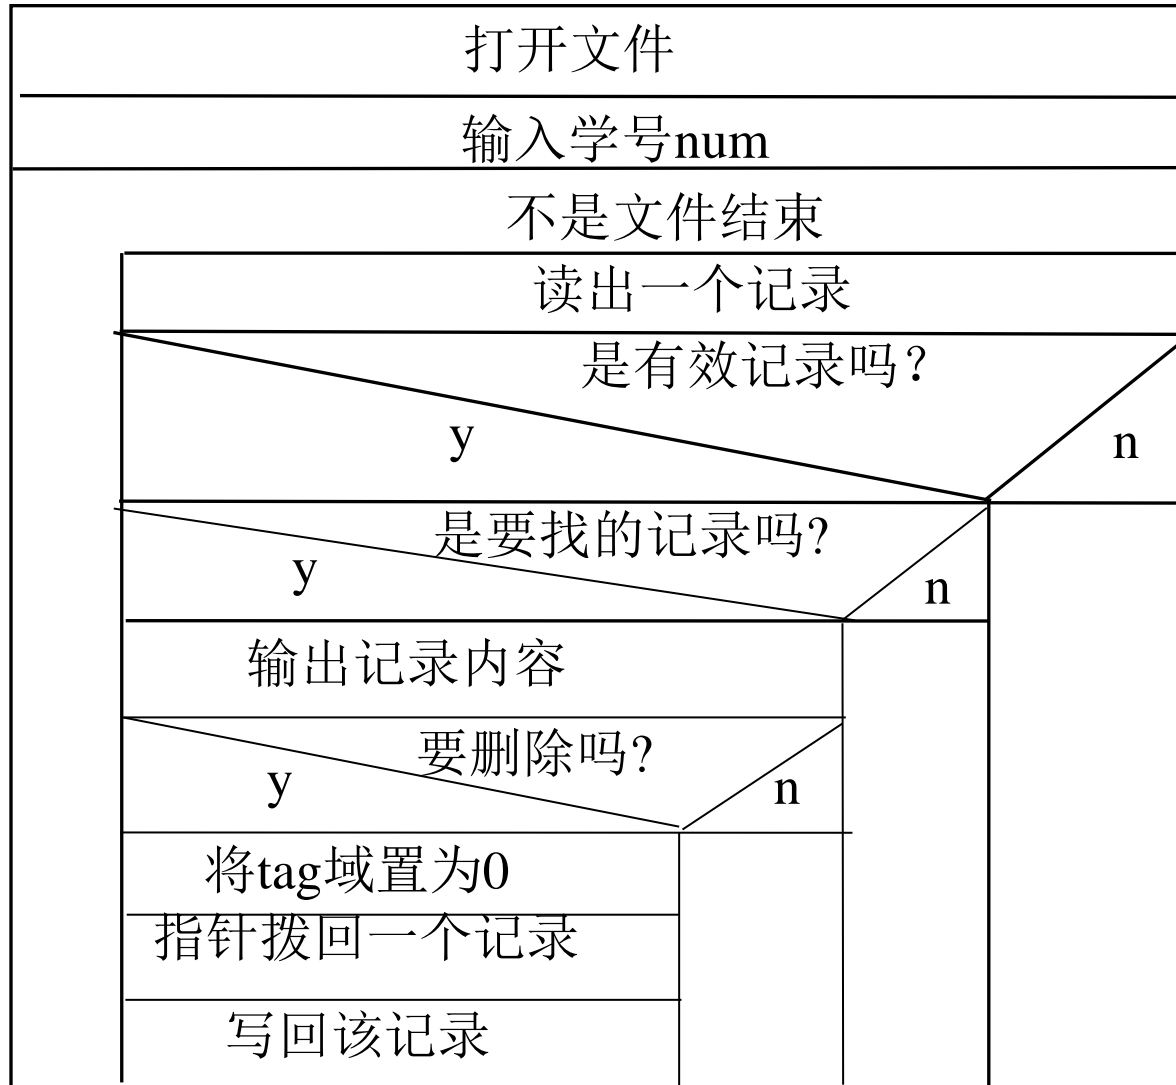 打开文件
输入学号num
不是文件结束
读出一个记录
是有效记录吗？
y
n
是要找的记录吗?
y
n
输出记录内容
要删除吗?
y
n
将tag域置为0
指针拨回一个记录
写回该记录